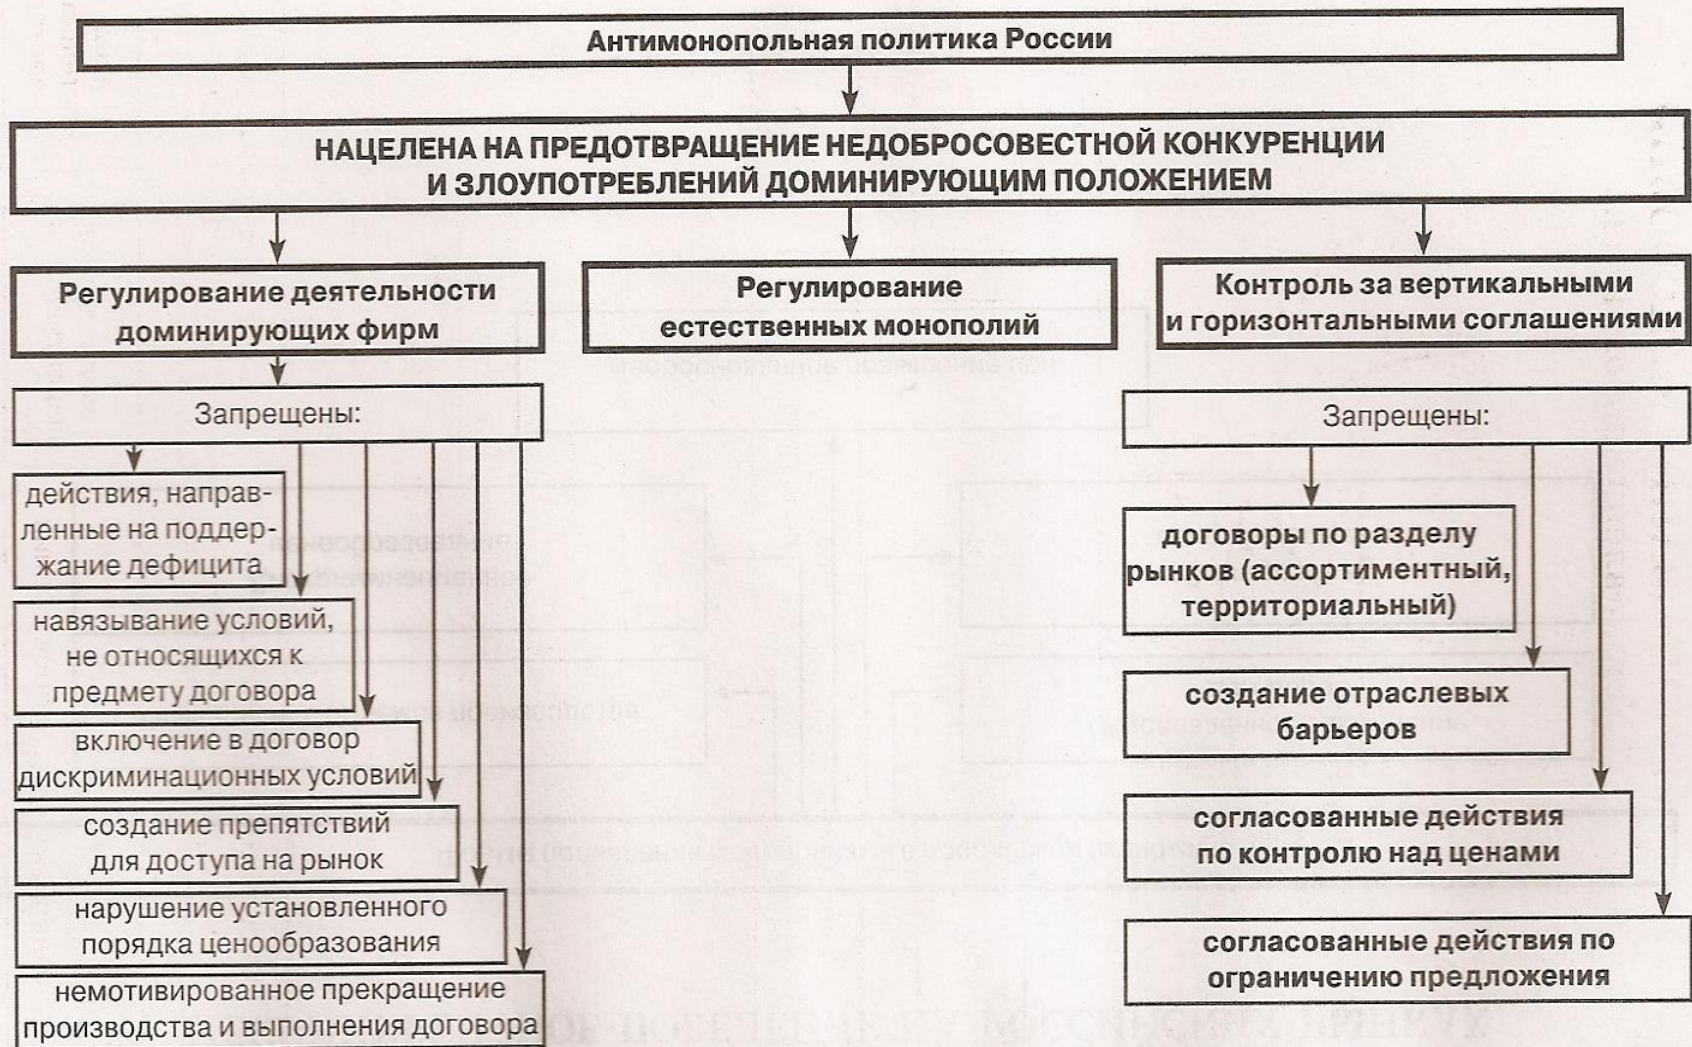 Антимонопольная политика России
НАЦЕЛЕНА НА ПРЕДОТВРАЩЕНИЕ НЕДОБРОСОВЕСТНОЙ КОНКУРЕНЦИИ
И ЗЛОУПОТРЕБЛЕНИЙ ДОМИНИРУЮЩИМ ПОЛОЖЕНИЕМ
Регулирование деятельности
доминирующих фирм
Запрещены:
действия, направ-
ленные на поддер-
жание дефицита
навязывание условий,
не относящихся к
предмету договора
включение в договор
дискриминационных условий
создание препятствий
для доступа на рынок
нарушение установленного
порядка ценообразования
немотивированное прекращение
производства и выполнения договора
Регулирование
естественных монополий
Контроль за вертикальными
и горизонтальными соглашениями
Запрещены:
договоры по разделу
рынков (ассортиментный,
территориальный)
создание отраслевых
барьеров
согласованные действия
по контролю над ценами
согласованные действия по
ограничению предложения